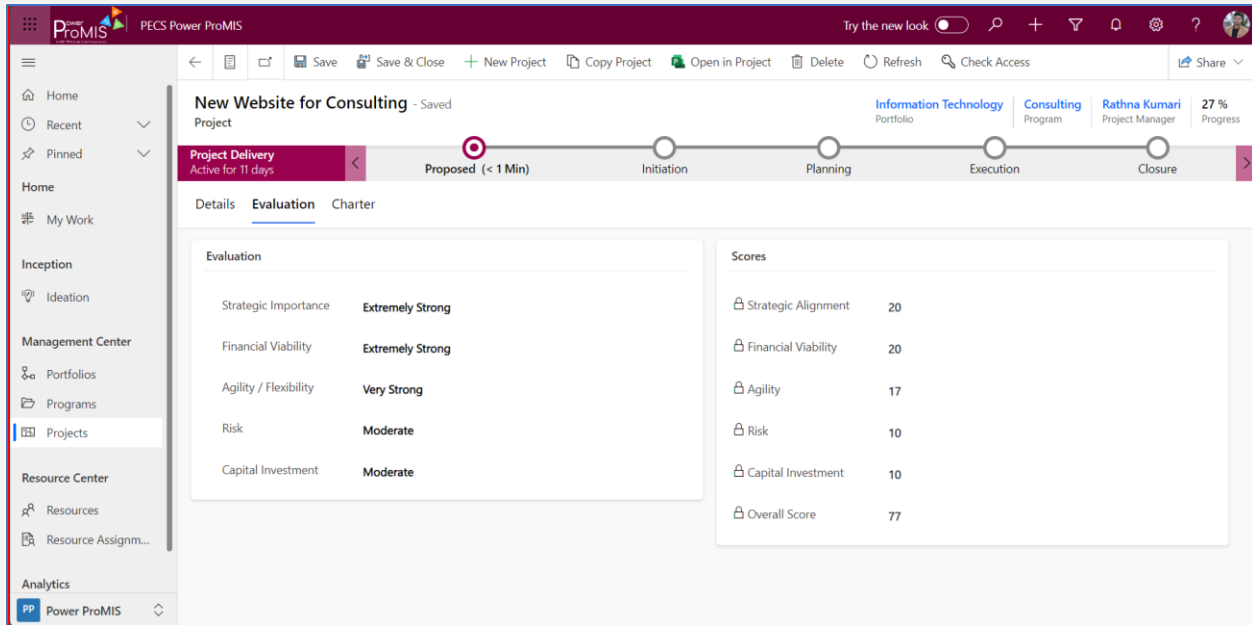 Power ProMIS PECS Power ProMIS Try the new look
Save Save & Close New Project Copy Project Open in Project Delete Refresh Check Access Share
Home
Recent
Pinned
Home
My Work
Inception
Ideation
Management Center
Portfolios
Programs
Projects
Resource Center
Resources
Resource Assignm...
Analytics
PP Power ProMIS
New Website for Consulting - Saved
Project
Information Technology Consulting Rathna Kumari 27 %
Portfolio Program Project Manager Progress
Project Delivery
Active for 11 days
Proposed (< 1 Min) Initiation Planning Execution Closure
Details Evaluation Charter
Evaluation
Strategic Importance Extremely Strong
Financial Viability Extremely Strong
Agility / Flexibility Very Strong
Risk Moderate
Capital Investment Moderate
Scores
Strategic Alignment 20
Financial Viability 20
Agility 17
Risk 10
Capital Investment 10
Overall Score 77